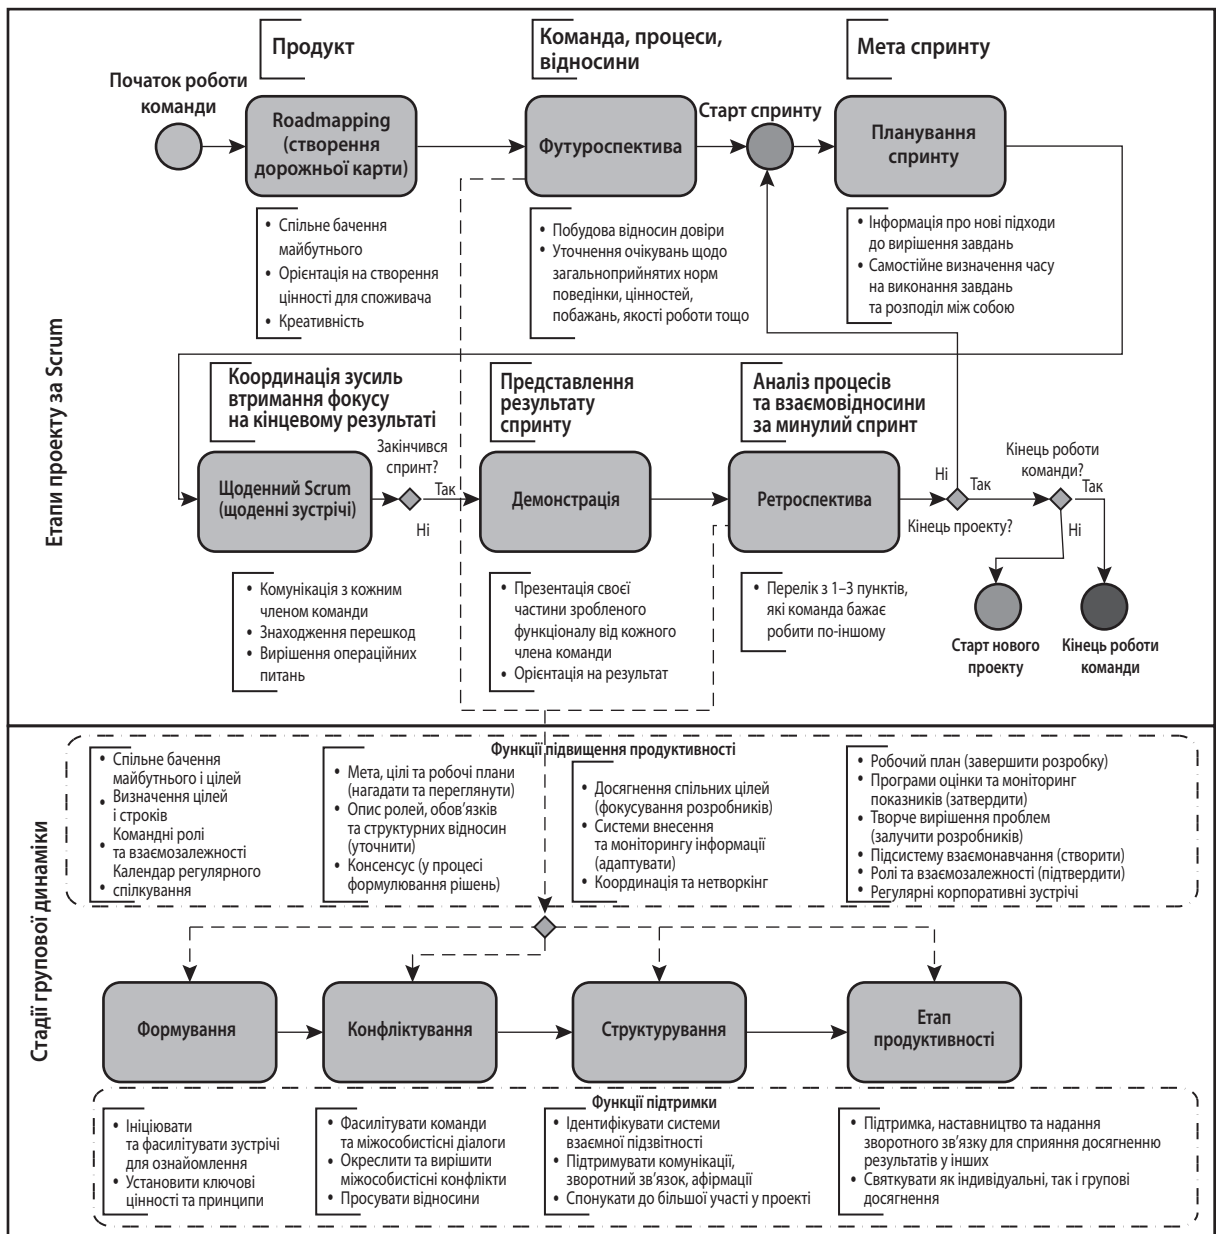 Етапи проекту за Scrum
Продукт
Команда, процеси,
відносини
Мета спринту
Початок роботи
команди
Roadmapping
(створення
дорожньої карти)
Футуроспектива
Старт спринту
Планування
спринту
• Спільне бачення
майбутнього
• Орієнтація на створення
цінності для споживача
• Креативність
• Побудова відносин довіри
• Уточнення очікувань щодо
загальноприйнятих норм
поведінки, цінностей,
побажань, якості роботи тощо
• Інформація про нові підходи
до вирішення завдань
• Самостійне визначення часу
на виконання завдань
та розподіл між собою
Координація зусиль
втримання фокусу
на кінцевому результаті
Представлення
результату
спринту
Аналіз процесів
та взаємовідносини
за минулий спринт
Закінчився
спринт?
Кінець роботи
команди?
Щоденний Scrum
(щоденні зустрічі)
Так
Ні
Демонстрація
Ретроспектива
Ні
Так
Кінець проекту?
Так
Ні
• Комунікація з кожним
членом команди
• Знаходження перешкод
• Вирішення операційних
питань
• Презентація своєї
частини зробленого
функціоналу від кожного
члена команди
• Орієнтація на результат
• Перелік з 1–3 пунктів,
які команда бажає
робити по-іншому
Старт нового
проекту
Кінець роботи
команди
Стадії групової динаміки
Функції підвищення продуктивності
• Спільне бачення
майбутнього і цілей
• Визначення цілей
і строків
• Командні ролі
та взаємозалежності
Календар регулярного
• спілкування
• Мета, цілі та робочі плани
(нагадати та переглянути)
• Опис ролей, обов’язків
та структурних відносин
(уточнити)
• Консенсус (у процесі
формулювання рішень)
• Досягнення спільних цілей
(фокусування розробників)
• Системи внесення
та моніторингу інформації
(адаптувати)
• Координація та нетворкінг
• Робочий план (завершити розробку)
• Програми оцінки та моніторинг
показників (затвердити)
• Творче вирішення проблем
(залучити розробників)
• Підсистему взаємонавчання (створити)
• Ролі та взаємозалежності (підтвердити)
• Регулярні корпоративні зустрічі
Формування
Конфліктування
Структурування
Етап
продуктивності
Функції підтримки
• Ініціювати
та фасилітувати зустрічі
для ознайомлення
• Установити ключові
цінності та принципи
• Фасилітувати команди
та міжособистісні діалоги
• Окреслити та вирішити
міжособистісні конфлікти
• Просувати відносини
• Ідентифікувати системи
взаємної підзвітності
• Підтримувати комунікації,
зворотний зв’язок, афірмації
• Спонукати до більшої участі у проекті
• Підтримка, наставництво та надання
зворотного зв’язку для сприяння досягненню
результатів у інших
• Святкувати як індивідуальні, так і групові
досягнення